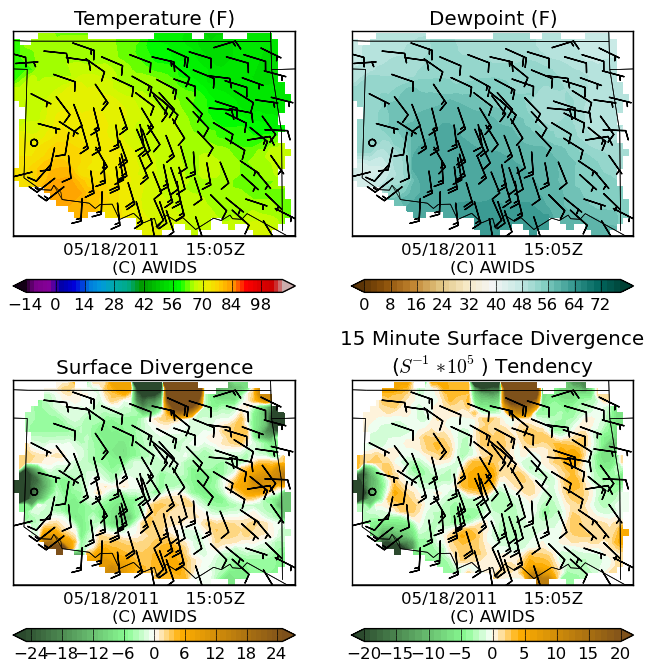 Temperature (F)
Dewpoint (F)
05/18/2011 15:05Z
(C) AWIDS
05/18/2011 15:05Z
(C) AWIDS
−14 0 14 28 42 56 70 84 98
0 8 16 24 32 40 48 56 64 72
Surface Divergence
15 Minute Surface Divergence
(S⁻¹ *10⁵ ) Tendency
05/18/2011 15:05Z
(C) AWIDS
05/18/2011 15:05Z
(C) AWIDS
−24−18−12 −6 0 6 12 18 24
−20−15−10 −5 0 5 10 15 20